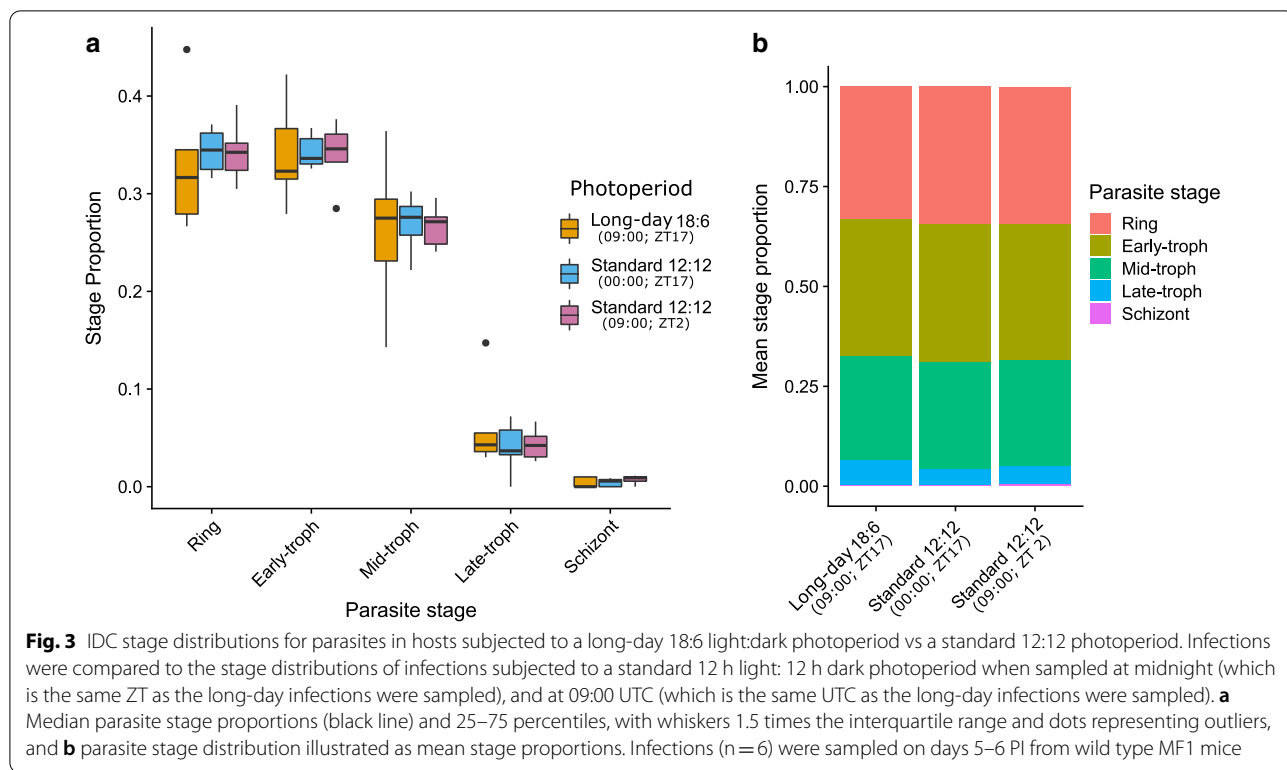 a
Stage Proportion
0.4
0.3
0.2
0.1
0.0
Photoperiod
Long-day 18:6
(09:00; ZT17)
Standard 12:12
(00:00; ZT17)
Standard 12:12
(09:00; ZT2)
Ring
Early-troph
Mid-troph
Late-troph
Schizont
Parasite stage
b
Mean stage proportion
1.00
0.75
0.50
0.25
0.00
Parasite stage
Ring
Early-troph
Mid-troph
Late-troph
Schizont
Long-day 18:6
(09:00; ZT17)
Standard 12:12
(00:00; ZT17)
Standard 12:12
(09:00; ZT 2)
Fig. 3 IDC stage distributions for parasites in hosts subjected to a long-day 18:6 light:dark photoperiod vs a standard 12:12 photoperiod. Infections
were compared to the stage distributions of infections subjected to a standard 12 h light: 12 h dark photoperiod when sampled at midnight (which
is the same ZT as the long-day infections were sampled), and at 09:00 UTC (which is the same UTC as the long-day infections were sampled). a
Median parasite stage proportions (black line) and 25–75 percentiles, with whiskers 1.5 times the interquartile range and dots representing outliers,
and b parasite stage distribution illustrated as mean stage proportions. Infections (n = 6) were sampled on days 5–6 PI from wild type MF1 mice